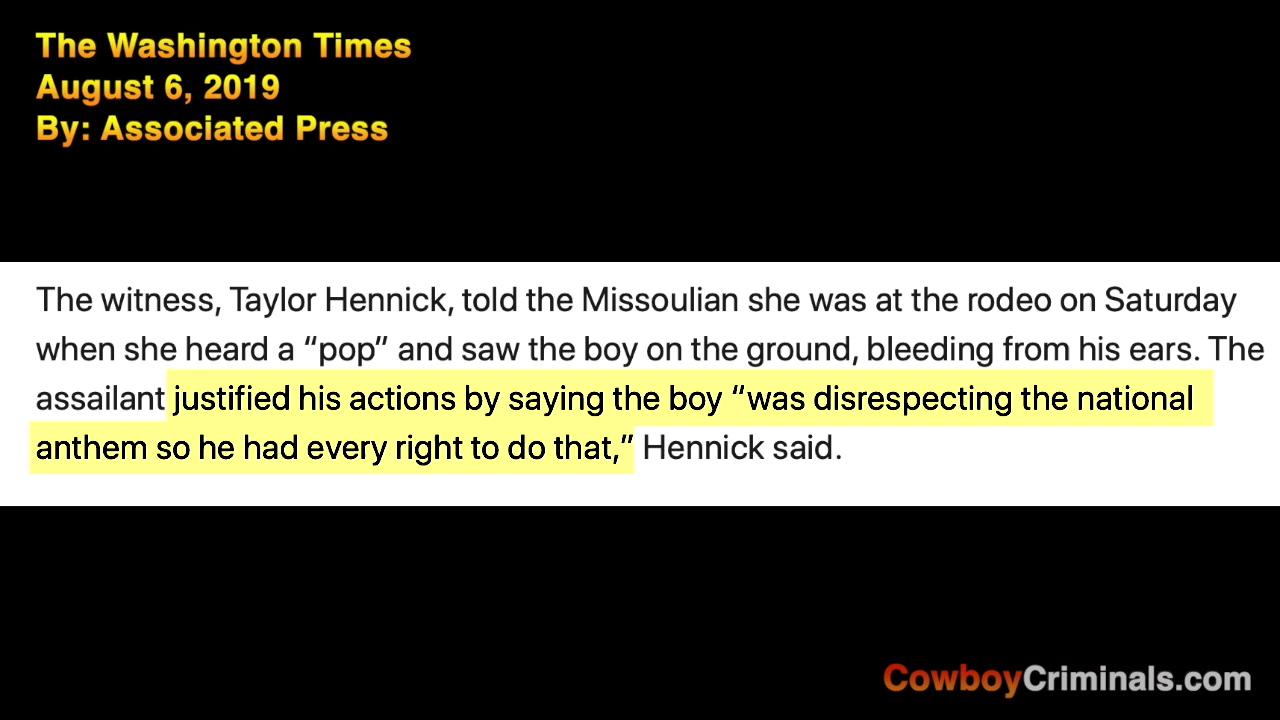 The Washington Times
August 6, 2019
By: Associated Press
The witness, Taylor Hennick, told the Missoulian she was at the rodeo on Saturday
when she heard a “pop” and saw the boy on the ground, bleeding from his ears. The
assailant justified his actions by saying the boy “was disrespecting the national
anthem so he had every right to do that,” Hennick said.
CowboyCriminals.com